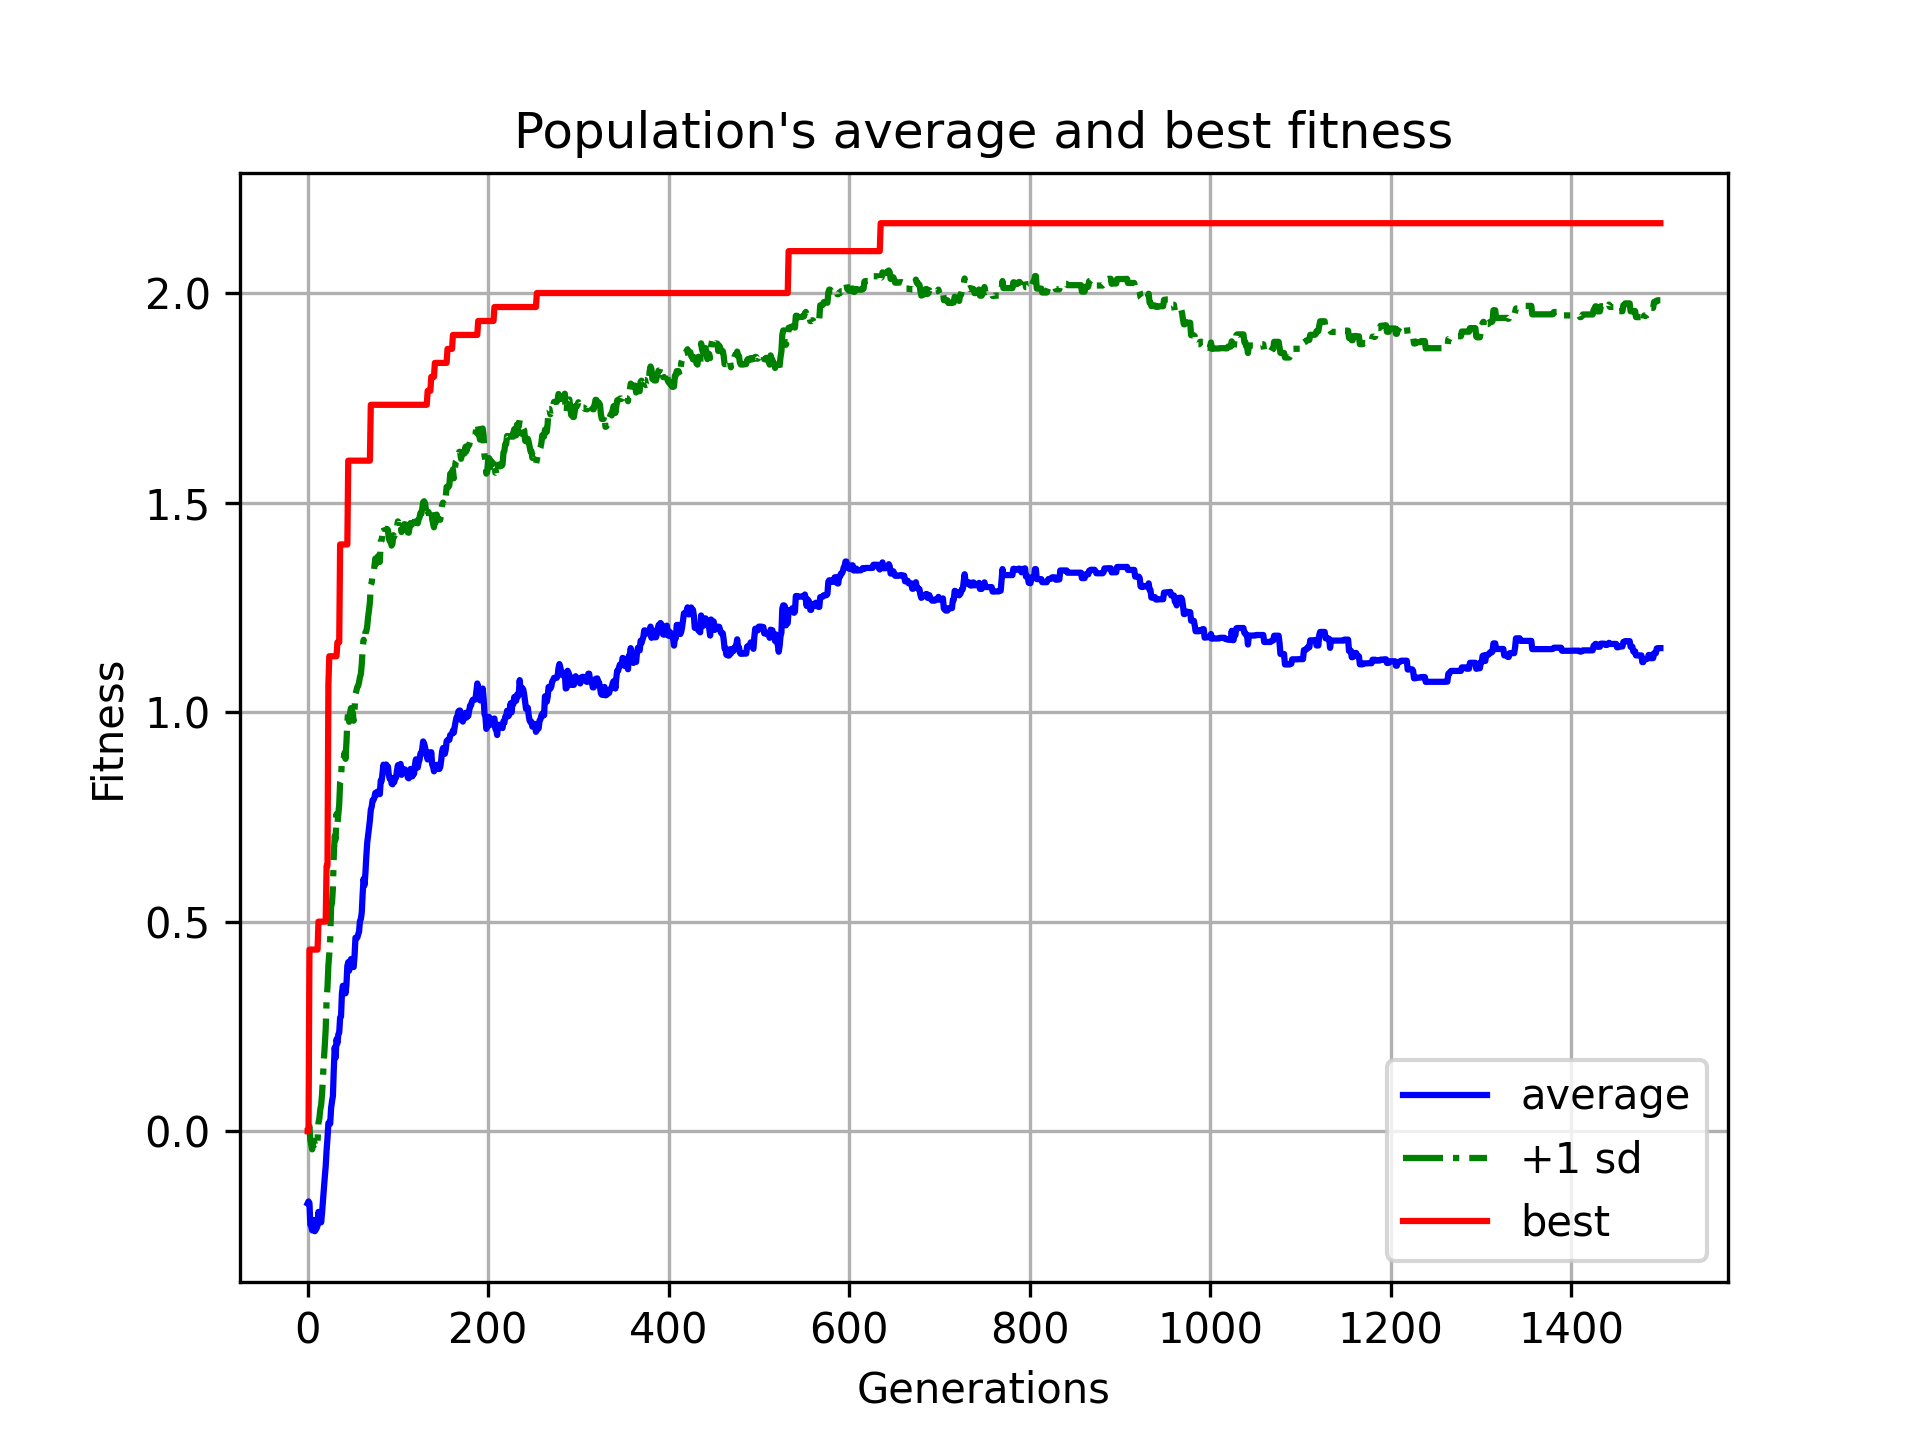 Population's average and best fitness
Fitness
2.0
1.5
1.0
0.5
0.0
0 200 400 600 800 1000 1200 1400
Generations
average
+1 sd
best